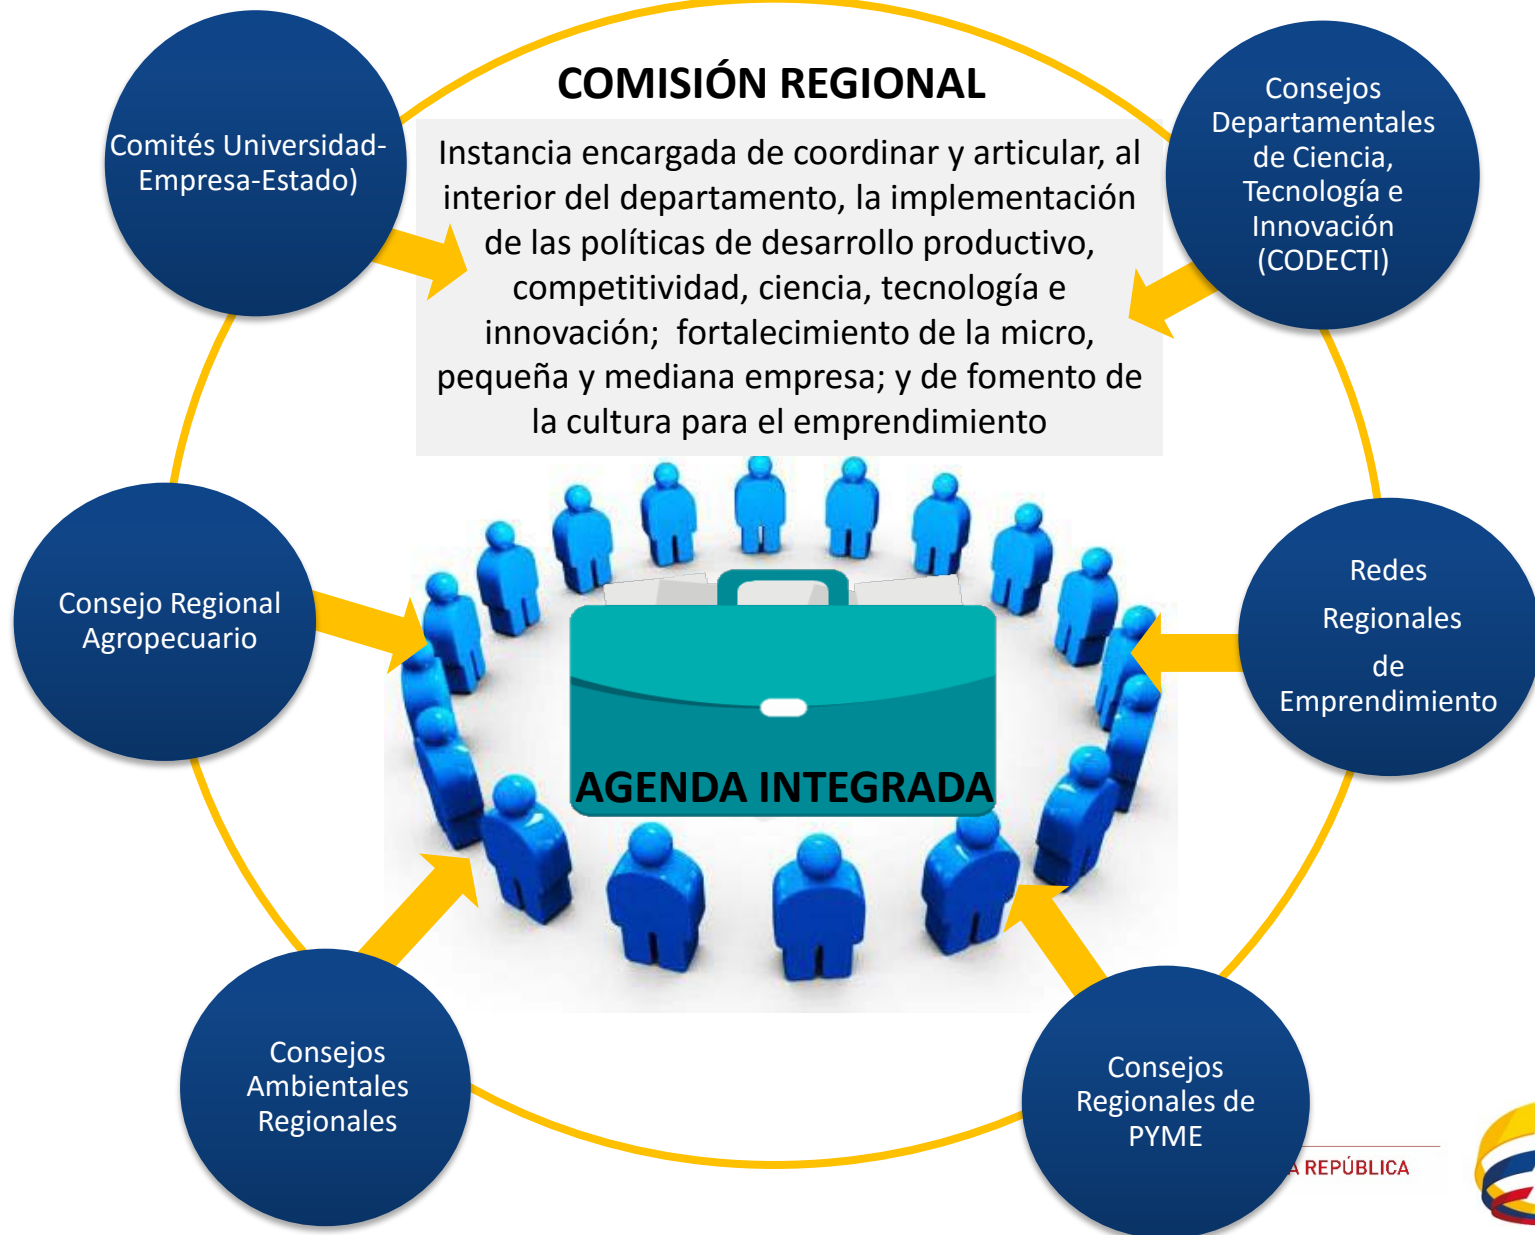 COMISIÓN REGIONAL
Instancia encargada de coordinar y articular, al
interior del departamento, la implementación
de las políticas de desarrollo productivo,
competitividad, ciencia, tecnología e
innovación;  fortalecimiento de la micro,
pequeña y mediana empresa; y de fomento de
la cultura para el emprendimiento
Comités Universidad-
Empresa-Estado)
Consejos
Departamentales
de Ciencia,
Tecnología e
Innovación
(CODECTI)
Consejo Regional
Agropecuario
Redes
Regionales
de
Emprendimiento
AGENDA INTEGRADA
Consejos
Ambientales
Regionales
Consejos
Regionales de
PYME
A REPÚBLICA